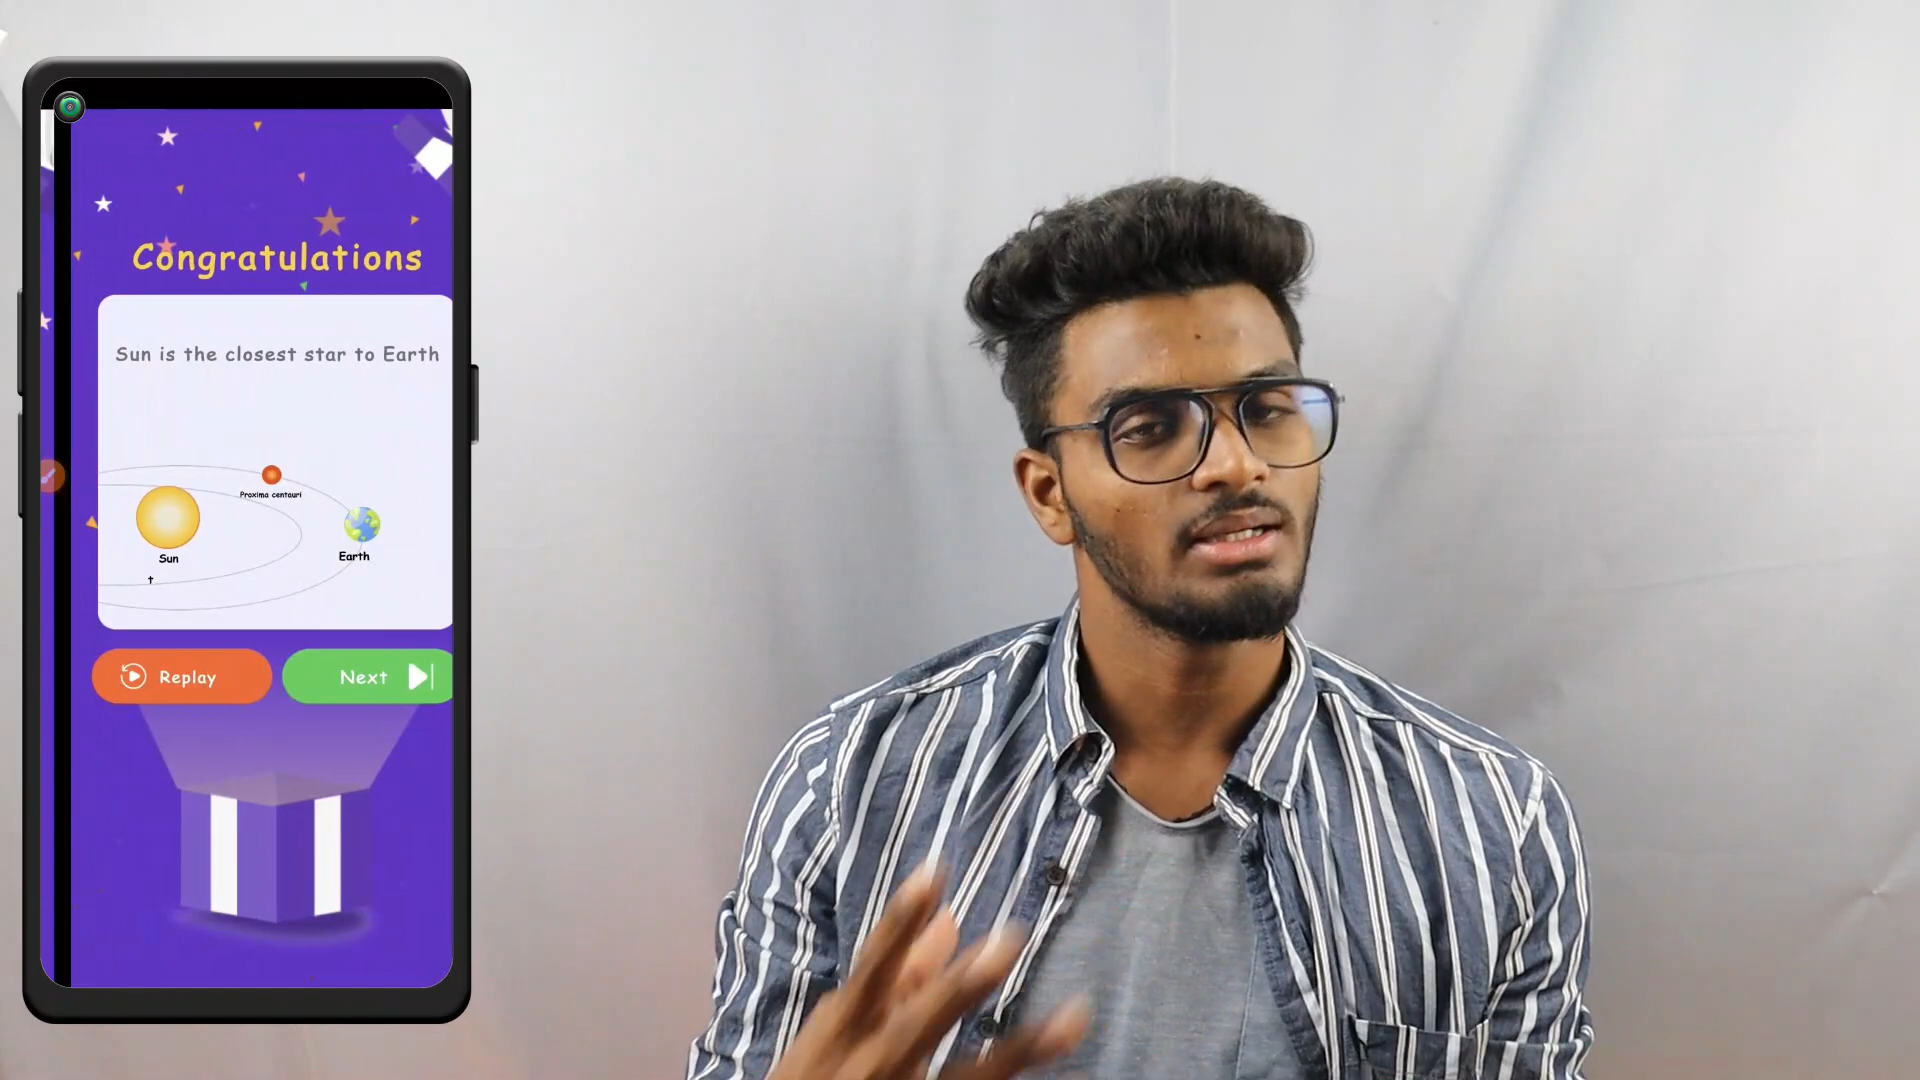 Congratulations
Sun is the closest star to Earth
Proxima centauri
Sun
Earth
t
Replay
Next